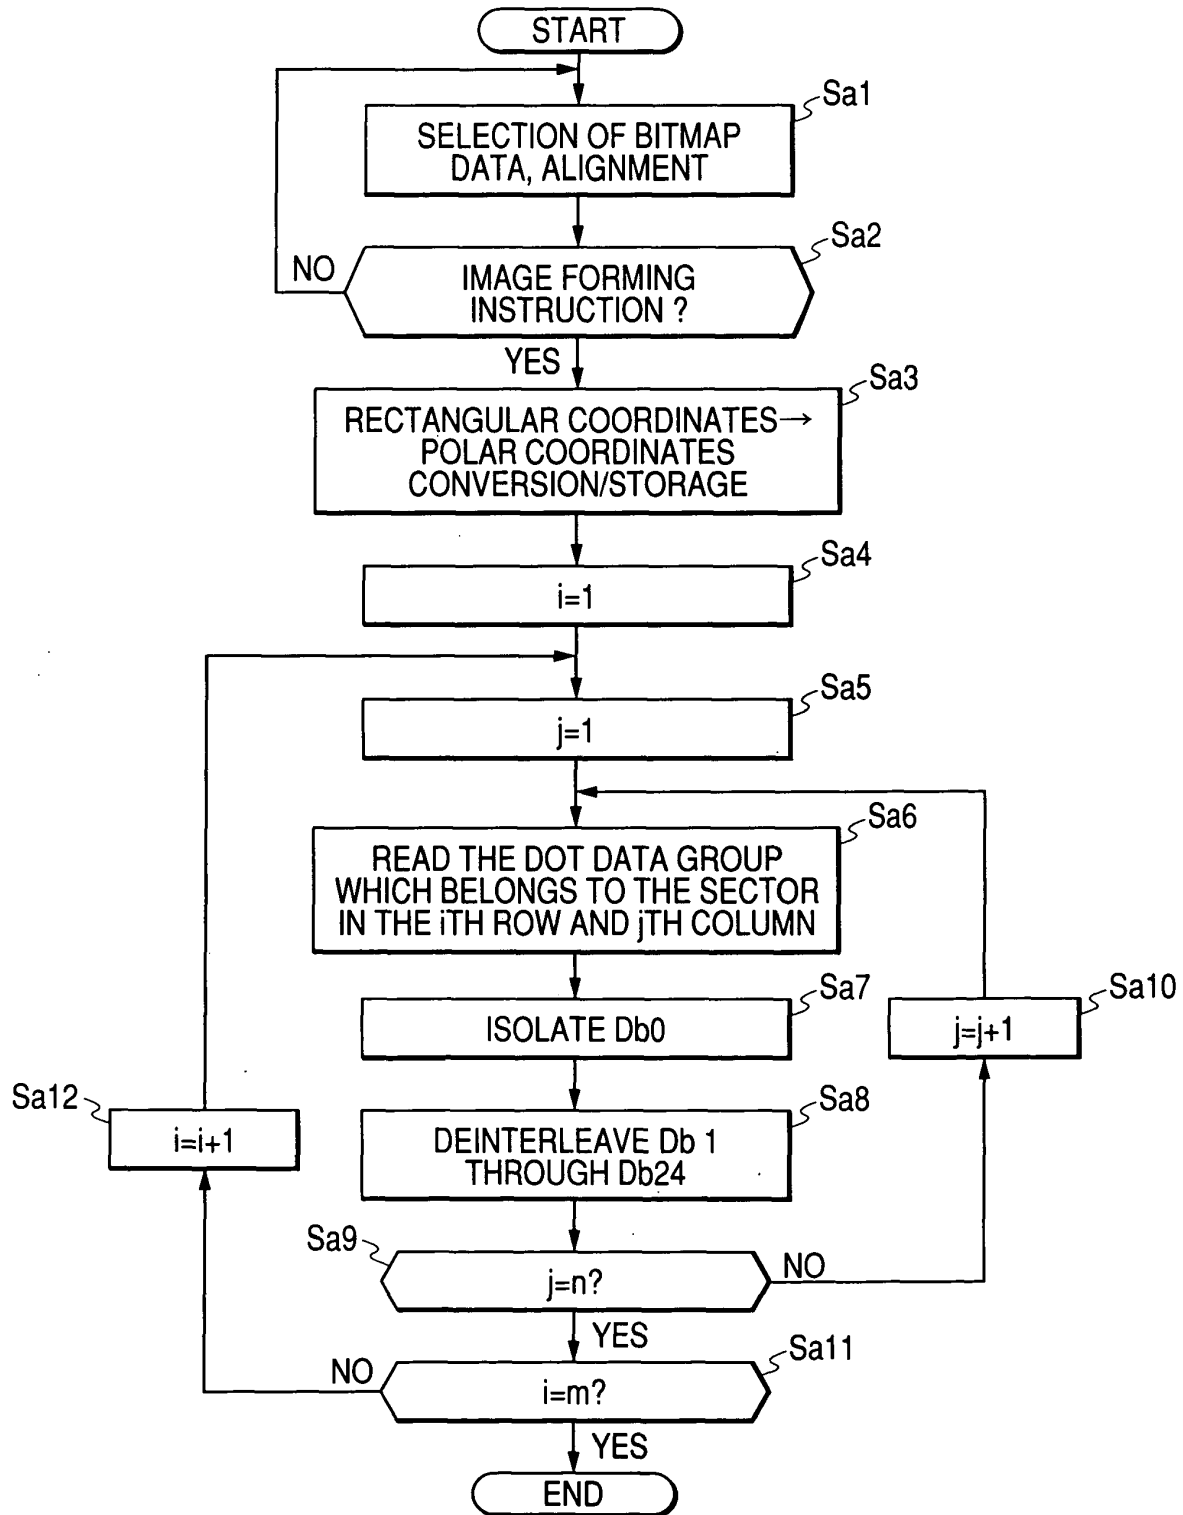 START
Sa1
SELECTION OF BITMAP
DATA, ALIGNMENT
Sa2
NO
IMAGE FORMING
INSTRUCTION ?
YES
Sa3
RECTANGULAR COORDINATES→
POLAR COORDINATES
CONVERSION/STORAGE
Sa4
i=1
Sa5
j=1
Sa6
READ THE DOT DATA GROUP
WHICH BELONGS TO THE SECTOR
IN THE iTH ROW AND jTH COLUMN
Sa7
ISOLATE Db0
Sa10
j=j+1
Sa12
i=i+1
Sa8
DEINTERLEAVE Db 1
THROUGH Db24
Sa9
j=n?
NO
YES
Sa11
NO
i=m?
YES
END